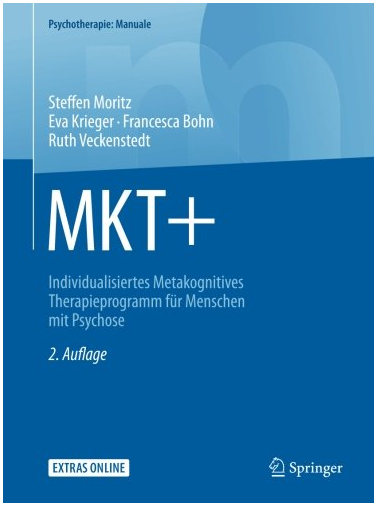 Psychotherapie: Manuale
Steffen Moritz
Eva Krieger · Francesca Bohn
Ruth Veckenstedt
MKT+
Individualisiertes Metakognitives
Therapieprogramm für Menschen
mit Psychose
2. Auflage
EXTRAS ONLINE
Springer